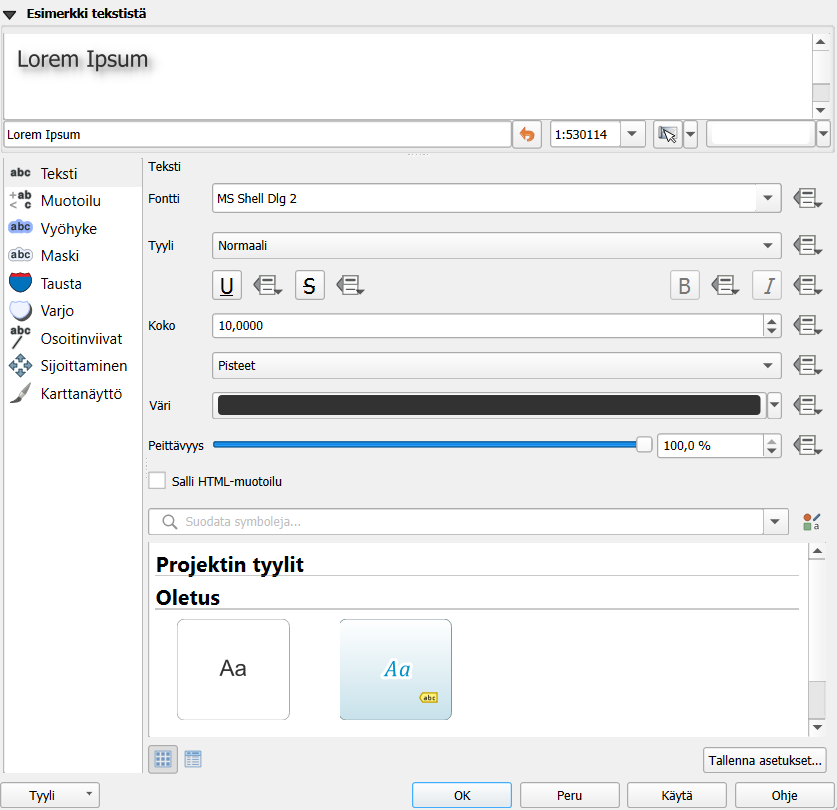 Esimerkki tekstistä
Lorem Ipsum
Lorem Ipsum
1:530114
abc Teksti
+ab < c Muotoilu
abc Vyöhyke
abc Maski
Tausta
Varjo
abc Osoitinviivat
Sijoittaminen
Karttanäyttö
Teksti
Fontti MS Shell Dlg 2
Tyyli Normaali
U S B I
Koko 10,0000
Pisteet
Väri
Peittävyys 100,0 %
Salli HTML-muotoilu
Suodata symboleja...
a
Projektin tyylit
Oletus
Aa Aa
abc
Tallenna asetukset...
Tyyli OK Peru Käytä Ohje